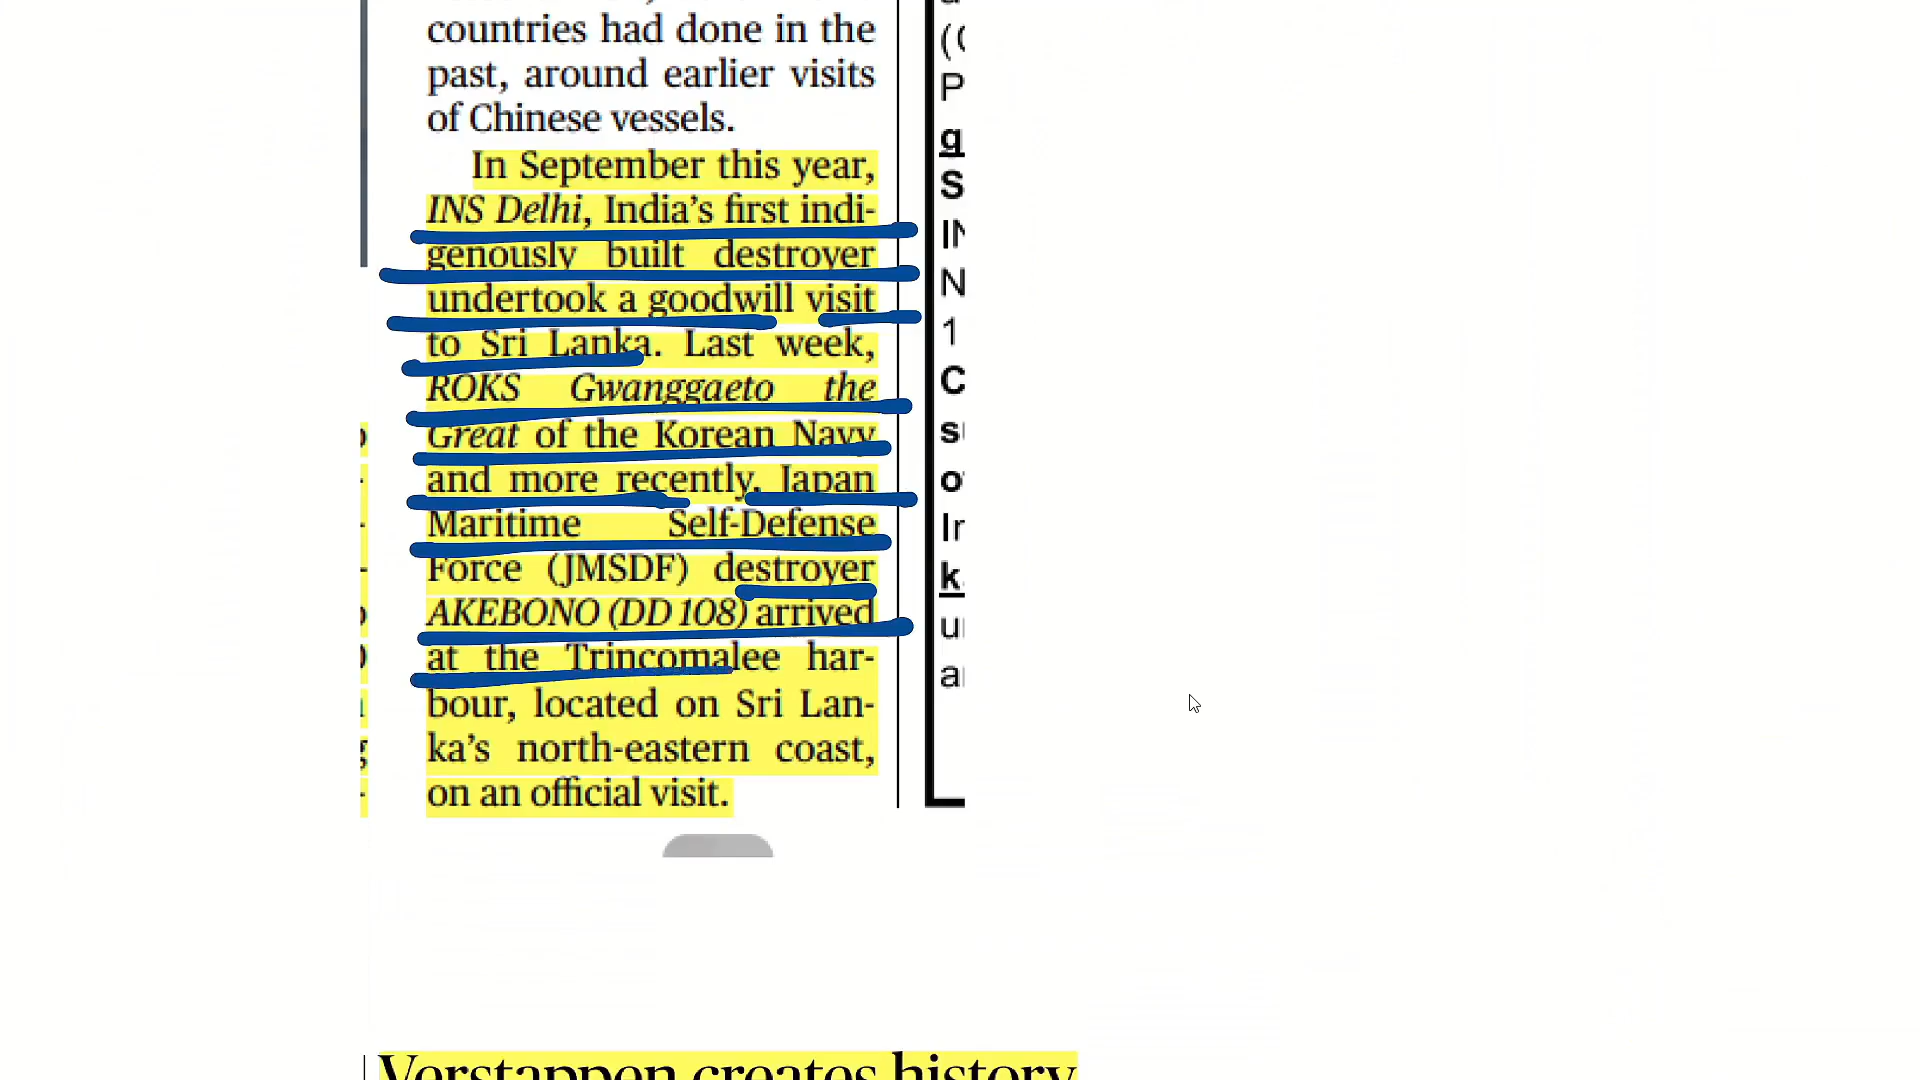 countries had done in the
past, around earlier visits
of Chinese vessels.
In September this year,
INS Delhi, India's first indi-
genously built destroyer
undertook a goodwill visit
to Sri Lanka. Last week,
ROKS Gwanggaeto the
Great of the Korean Navy
and more recently, Japan
Maritime Self-Defense
Force (JMSDF) destroyer
AKEBONO (DD 108) arrived
at the Trincomalee har-
bour, located on Sri Lan-
ka's north-eastern coast,
on an official visit.
Verstappen creates history